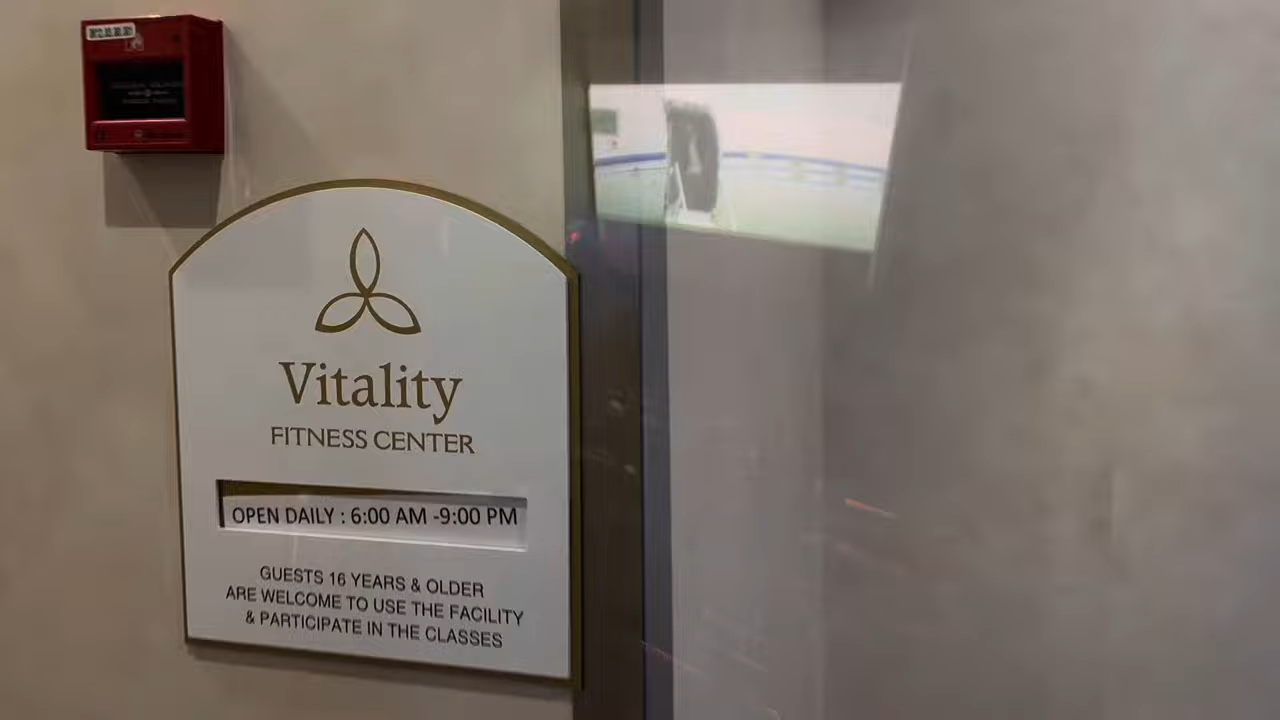 Vitality
FITNESS CENTER
OPEN DAILY : 6:00 AM -9:00 PM
GUESTS 16 YEARS & OLDER
ARE WELCOME TO USE THE FACILITY
& PARTICIPATE IN THE CLASSES